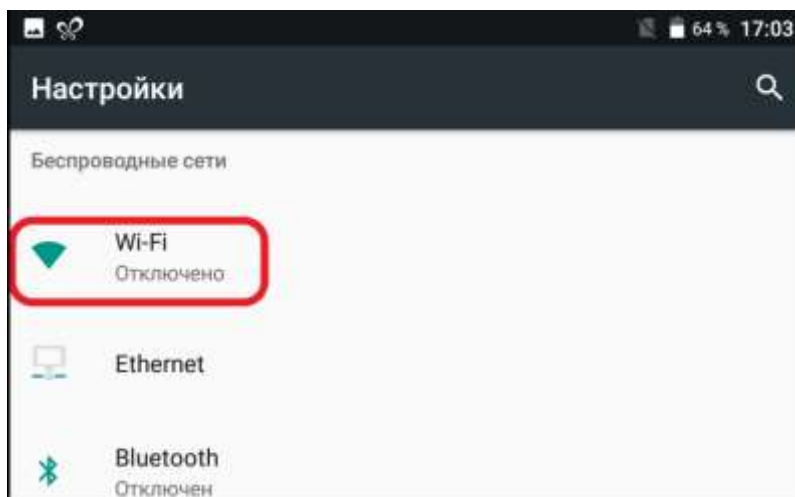 64% 17:03
Настройки
Беспроводные сети
Wi-Fi
Отключено
Ethernet
Bluetooth
Отключен